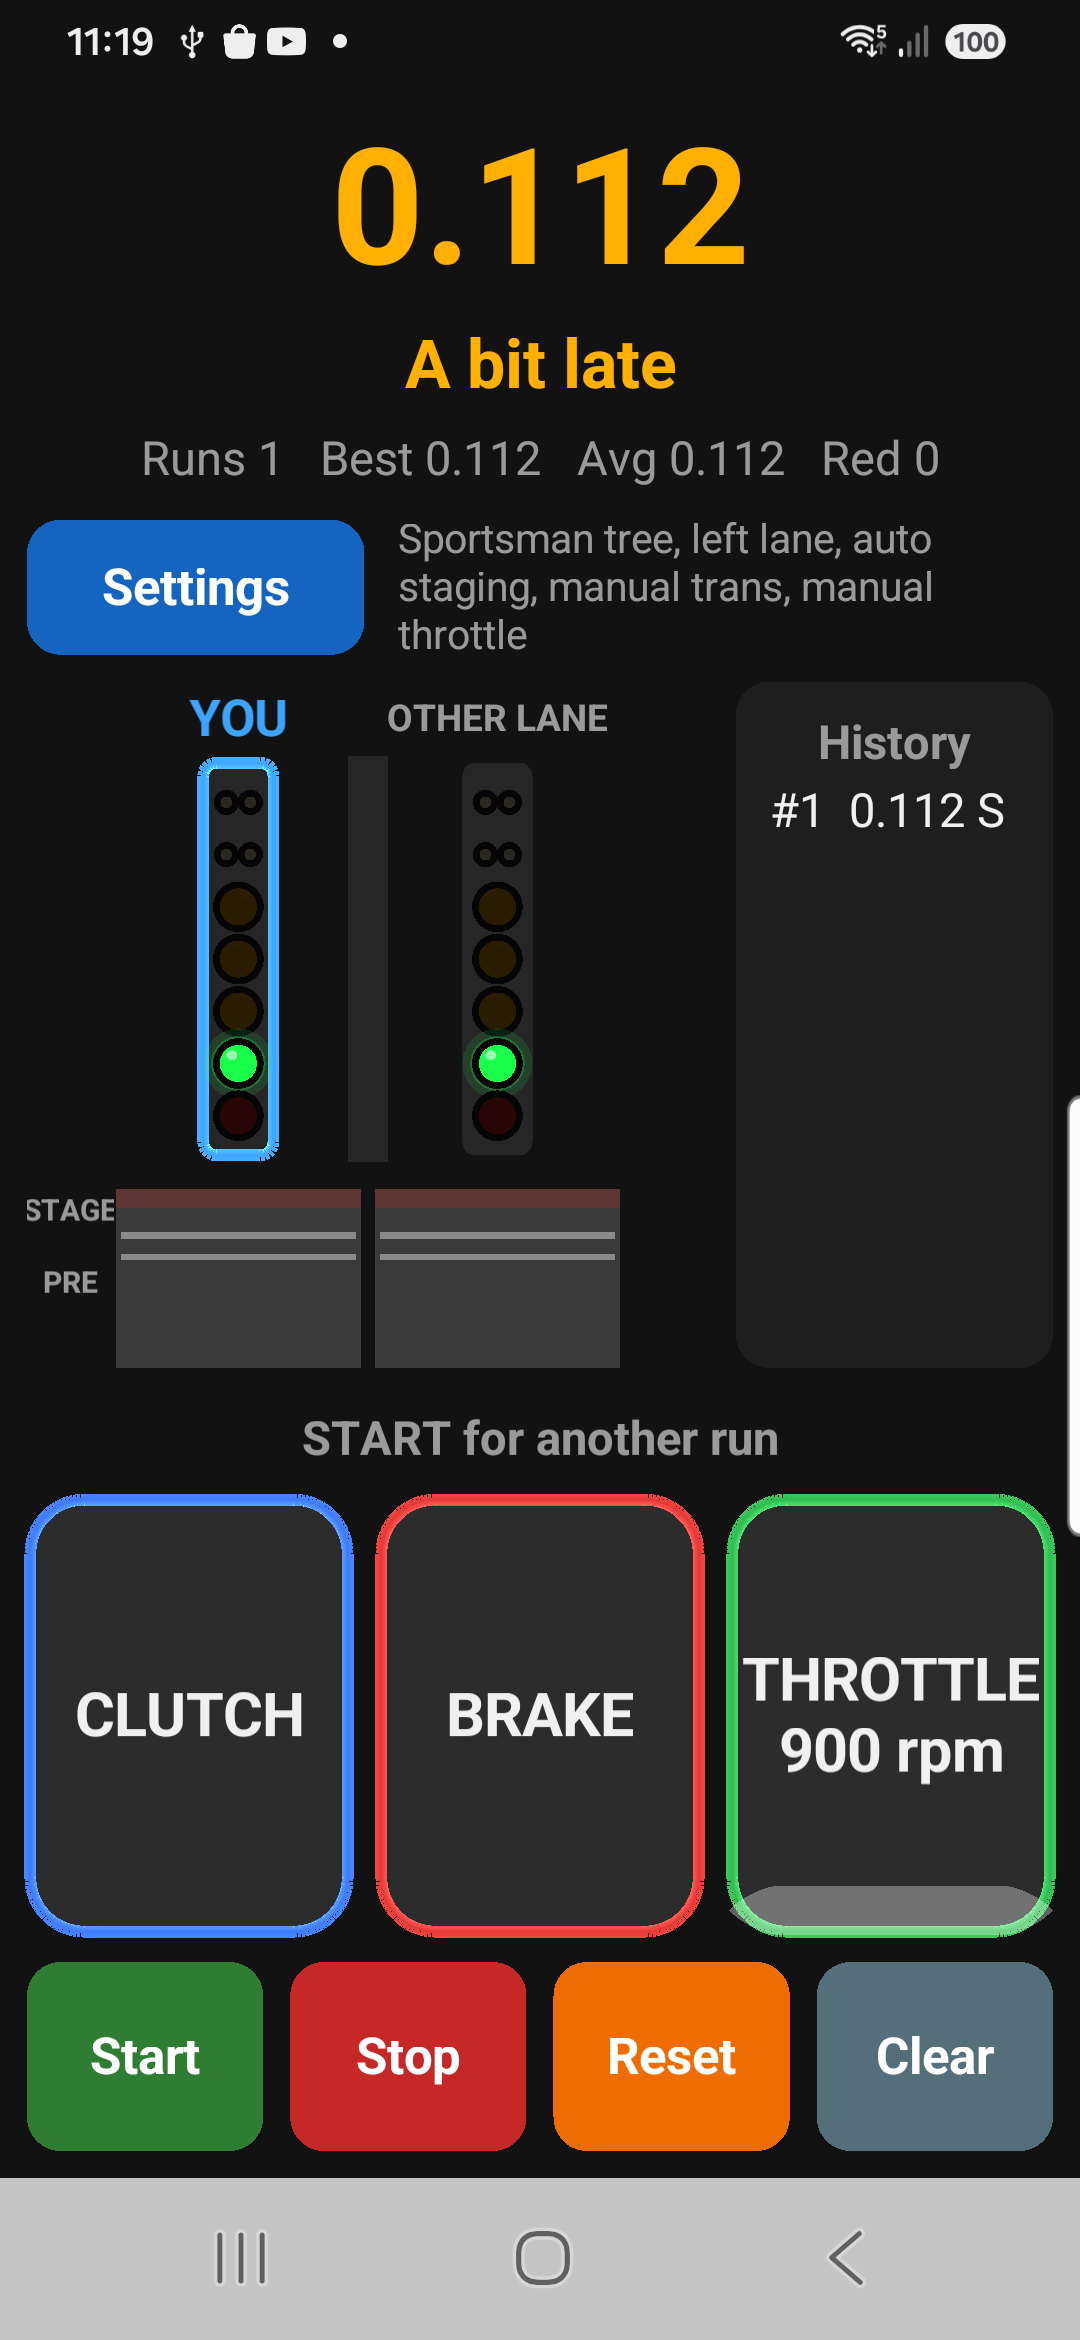 11:19
5
100
0.112
A bit late
Runs 1 Best 0.112 Avg 0.112 Red 0
Settings
Sportsman tree, left lane, auto
staging, manual trans, manual
throttle
YOU
OTHER LANE
History
#1 0.112 S
STAGE
PRE
START for another run
CLUTCH
BRAKE
THROTTLE
900 rpm
Start
Stop
Reset
Clear